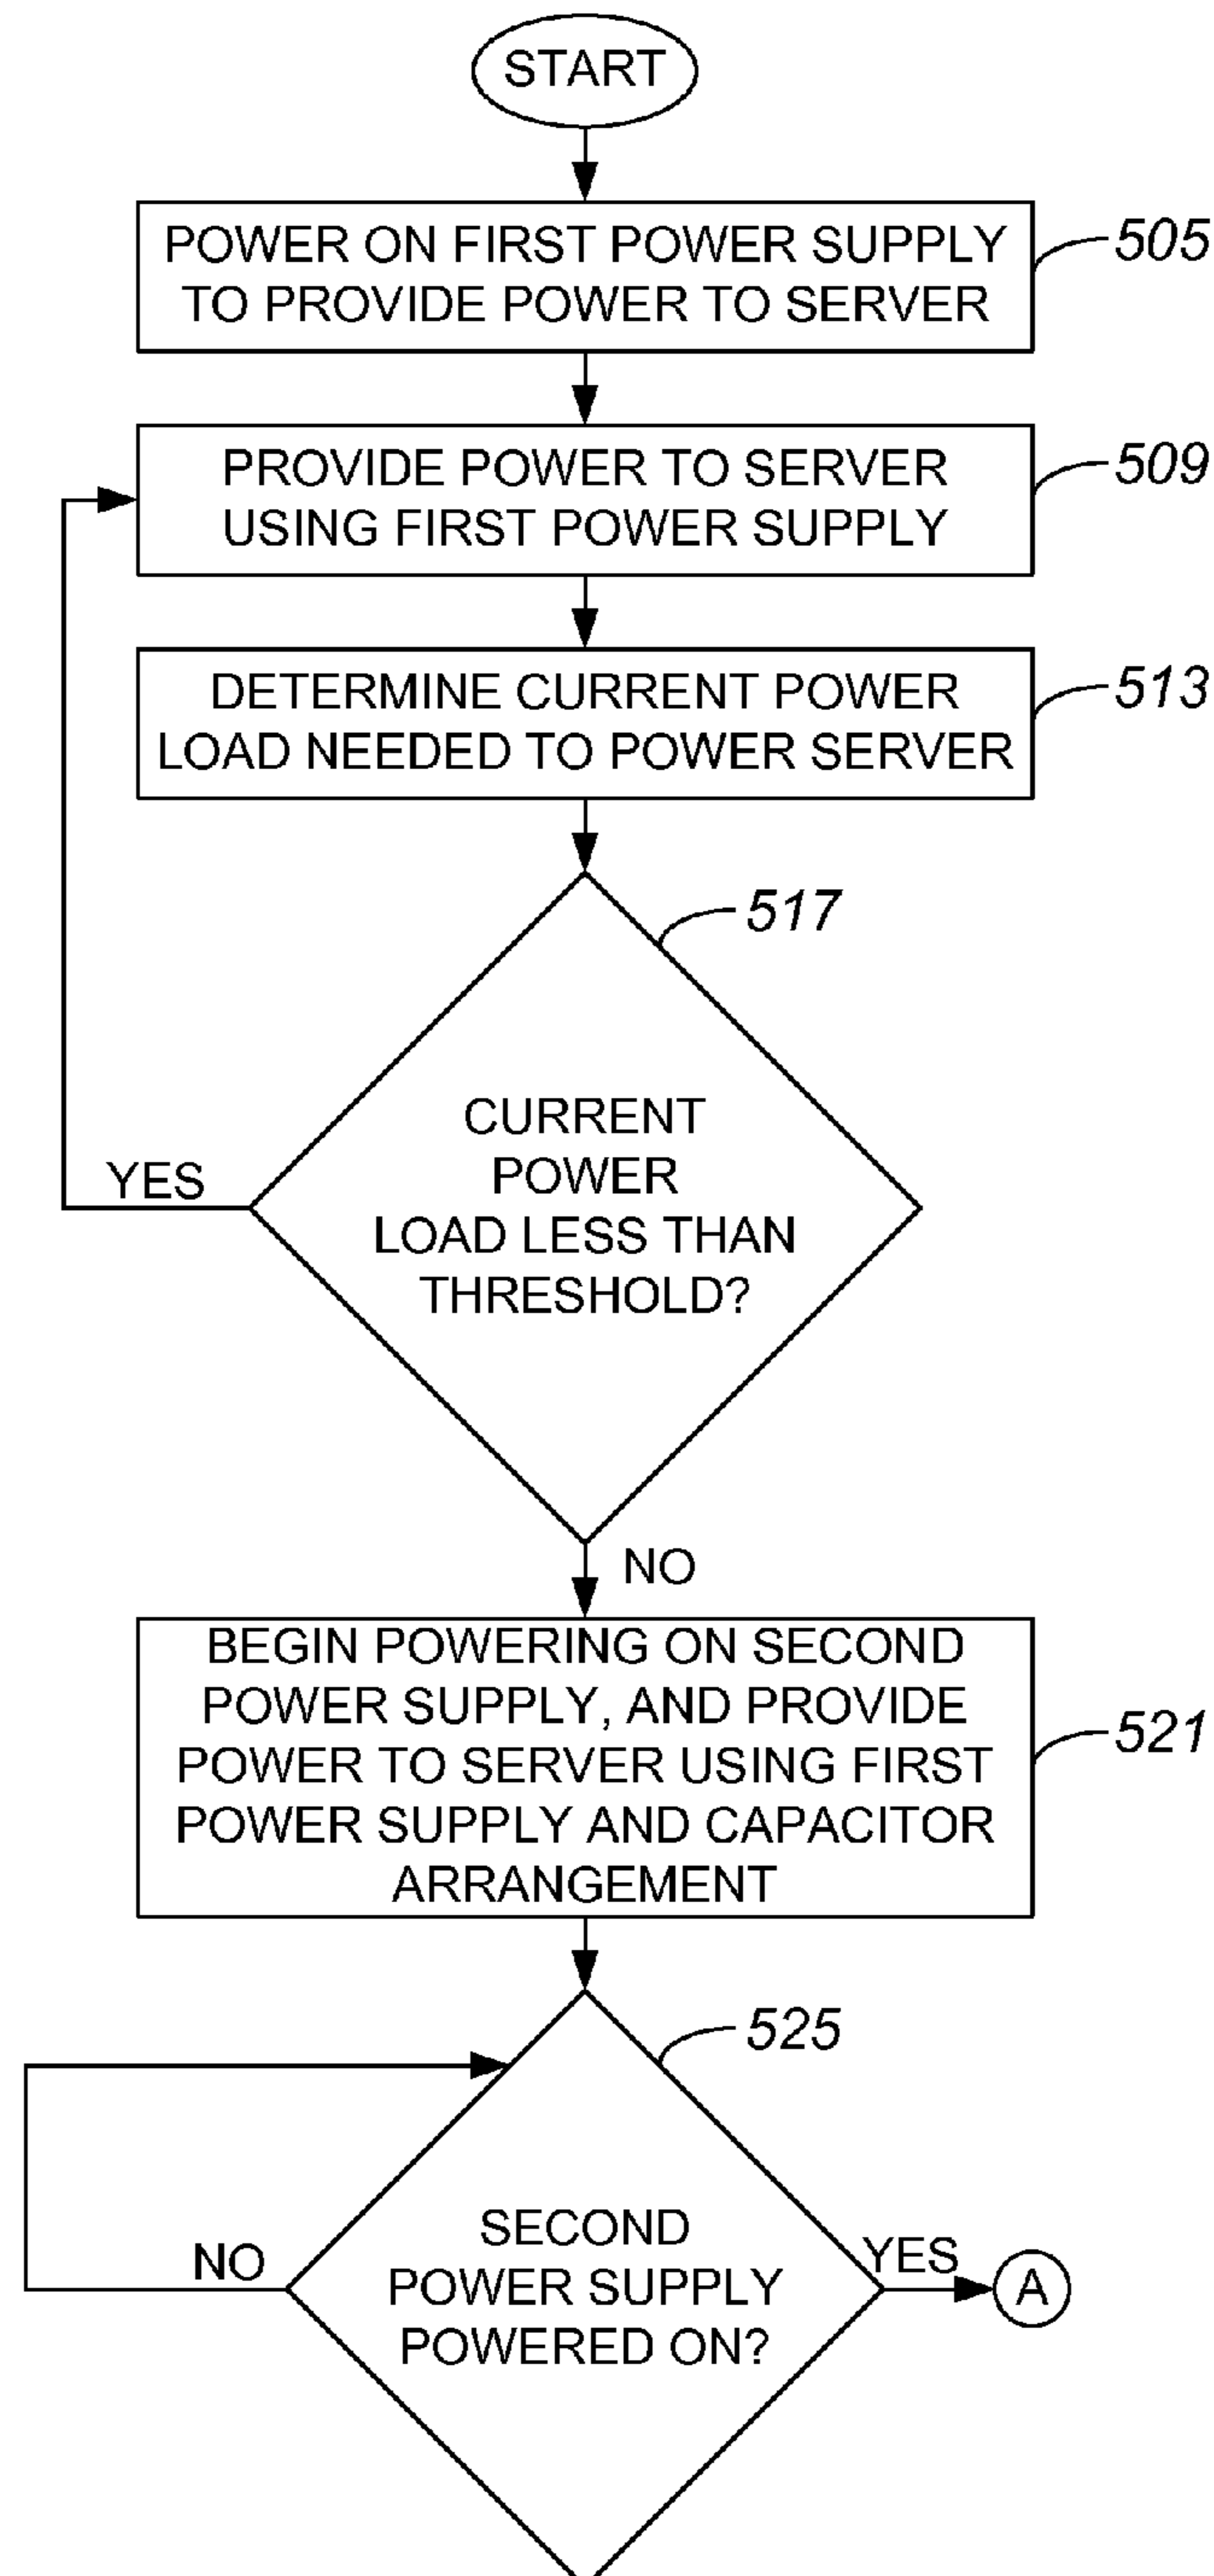 START
POWER ON FIRST POWER SUPPLY
TO PROVIDE POWER TO SERVER
505
PROVIDE POWER TO SERVER
USING FIRST POWER SUPPLY
509
DETERMINE CURRENT POWER
LOAD NEEDED TO POWER SERVER
513
517
CURRENT
POWER
LOAD LESS THAN
THRESHOLD?
YES
NO
BEGIN POWERING ON SECOND
POWER SUPPLY, AND PROVIDE
POWER TO SERVER USING FIRST
POWER SUPPLY AND CAPACITOR
ARRANGEMENT
521
525
SECOND
POWER SUPPLY
POWERED ON?
NO
YES
A